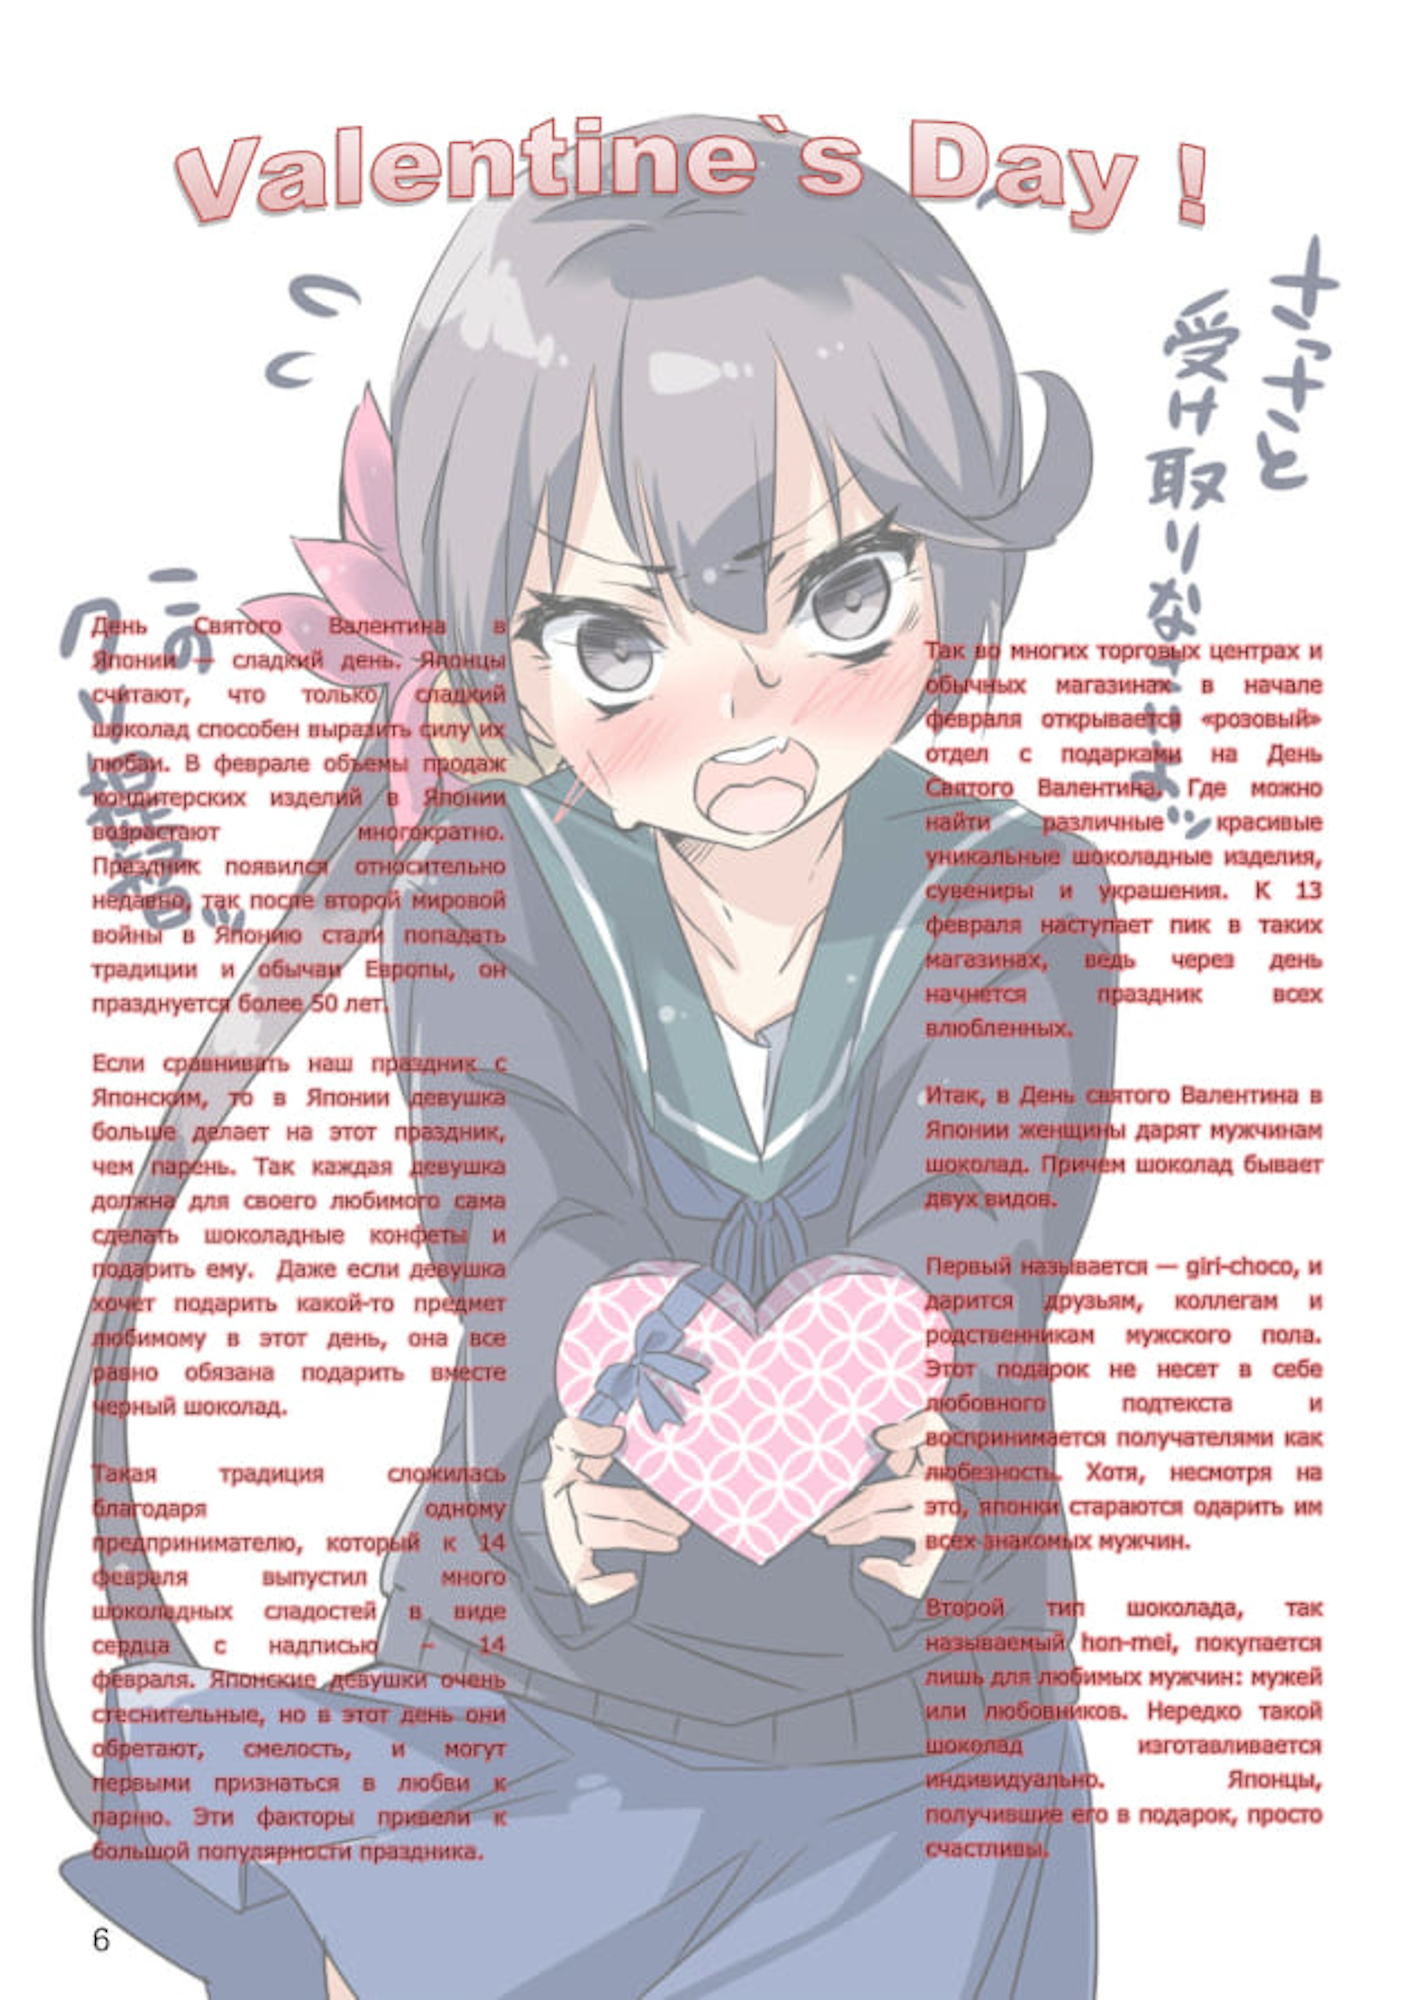 Valentine`s Day !
さっさと
受け取りなさいよッ
このクソ提督ッ
День Святого Валентина в
Японии — сладкий день. Японцы
считают, что только сладкий
шоколад способен выразить силу их
любви. В феврале объемы продаж
кондитерских изделий в Японии
возрастают многократно.
Праздник появился относительно
недавно, так после второй мировой
войны в Японию стали попадать
традиции и обычаи Европы, он
празднуется более 50 лет.
Если сравнивать наш праздник с
Японским, то в Японии девушка
больше делает на этот праздник,
чем парень. Так каждая девушка
должна для своего любимого сама
сделать шоколадные конфеты и
подарить ему. Даже если девушка
хочет подарить какой-то предмет
любимому в этот день, она все
равно обязана подарить вместе
черный шоколад.
Такая традиция сложилась
благодаря одному
предпринимателю, который к 14
февраля выпустил много
шоколадных сладостей в виде
сердца с надписью – 14
февраля. Японские девушки очень
стеснительные, но в этот день они
обретают, смелость, и могут
первыми признаться в любви к
парню. Эти факторы привели к
большой популярности праздника.
Так во многих торговых центрах и
обычных магазинах в начале
февраля открывается «розовый»
отдел с подарками на День
Святого Валентина. Где можно
найти различные красивые
уникальные шоколадные изделия,
сувениры и украшения. К 13
февраля наступает пик в таких
магазинах, ведь через день
начнется праздник всех
влюбленных.
Итак, в День святого Валентина в
Японии женщины дарят мужчинам
шоколад. Причем шоколад бывает
двух видов.
Первый называется — giri-choco, и
дарится друзьям, коллегам и
родственникам мужского пола.
Этот подарок не несет в себе
любовного подтекста и
воспринимается получателями как
любезность. Хотя, несмотря на
это, японки стараются одарить им
всех знакомых мужчин.
Второй тип шоколада, так
называемый hon-mei, покупается
лишь для любимых мужчин: мужей
или любовников. Нередко такой
шоколад изготавливается
индивидуально. Японцы,
получившие его в подарок, просто
счастливы.
6